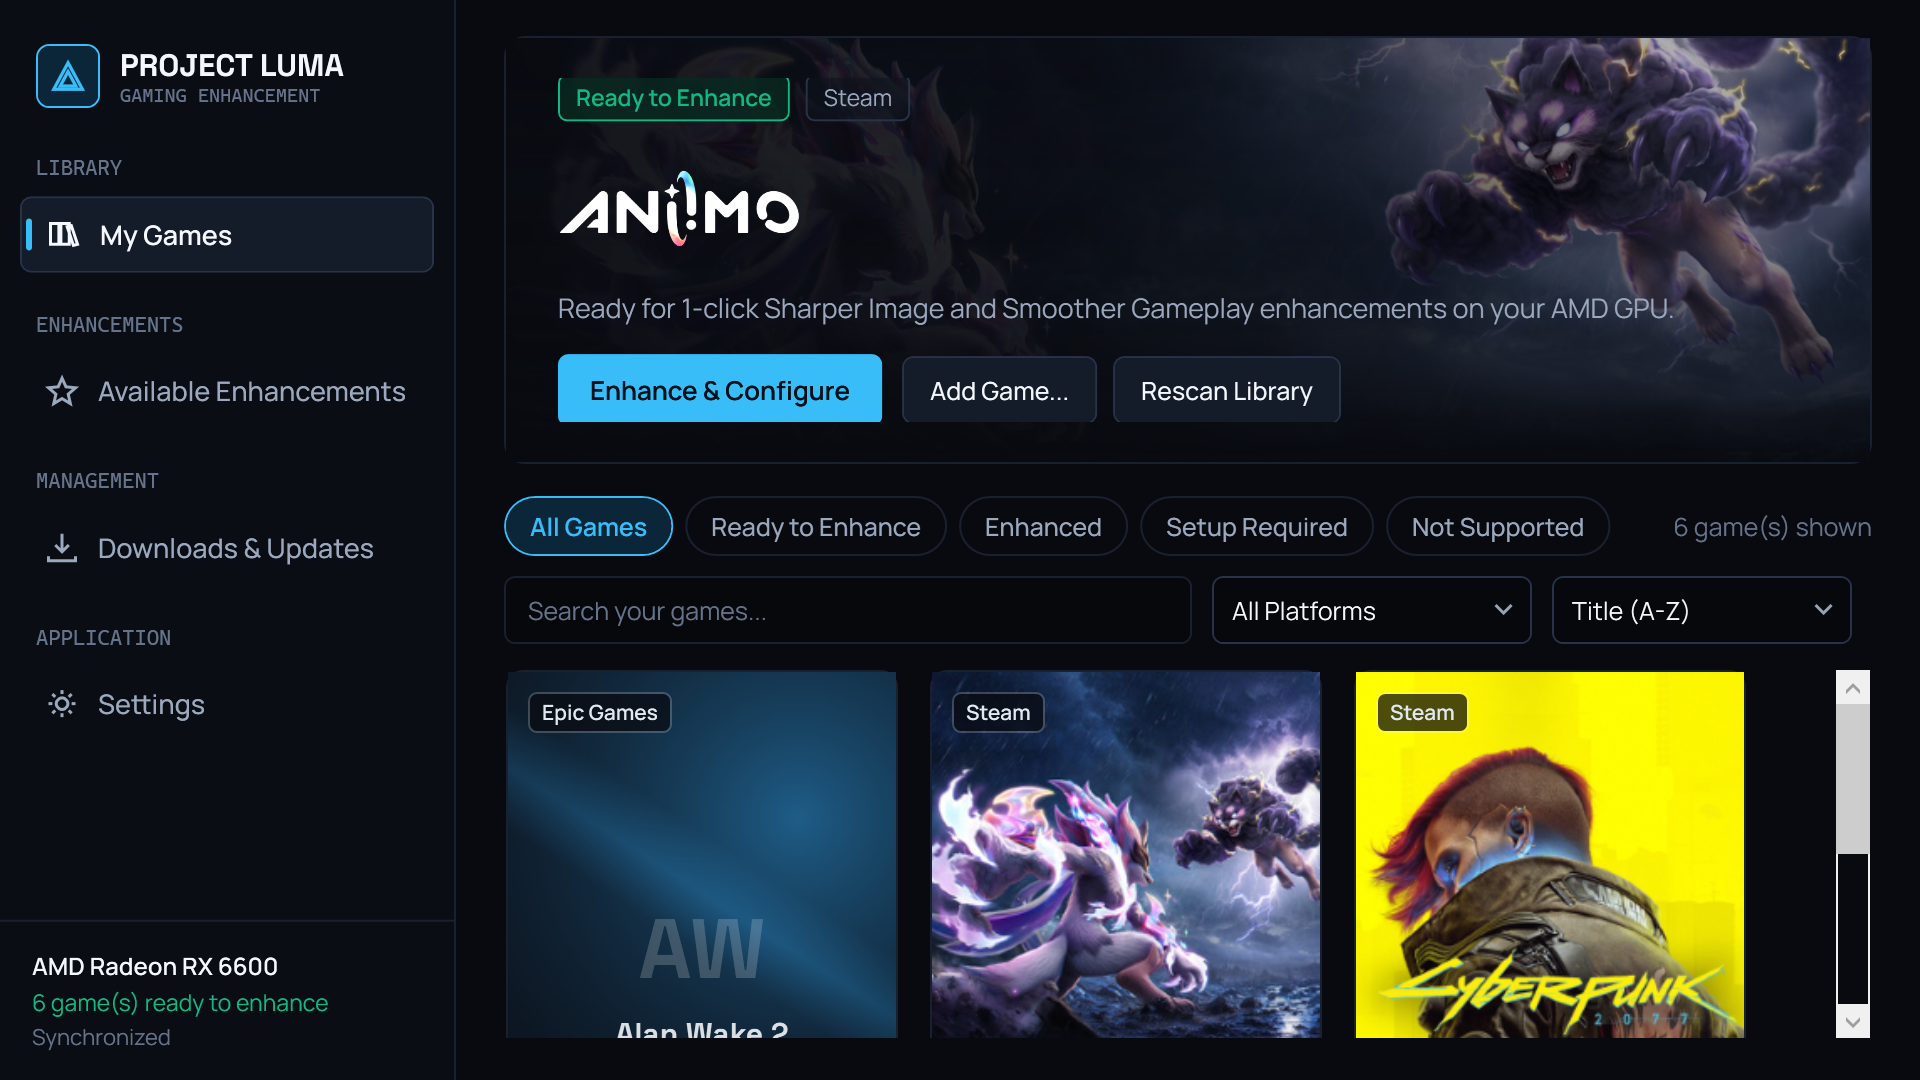 PROJECT LUMA
GAMING ENHANCEMENT
LIBRARY
My Games
ENHANCEMENTS
Available Enhancements
MANAGEMENT
Downloads & Updates
APPLICATION
Settings
AMD Radeon RX 6600
6 game(s) ready to enhance
Synchronized
Ready to Enhance
Steam
ANIIMO
Ready for 1-click Sharper Image and Smoother Gameplay enhancements on your AMD GPU.
Enhance & Configure
Add Game...
Rescan Library
All Games
Ready to Enhance
Enhanced
Setup Required
Not Supported
6 game(s) shown
Search your games...
All Platforms
Title (A-Z)
Epic Games
AW
Alan Wake 2
Steam
Steam
CYBERPUNK
2077